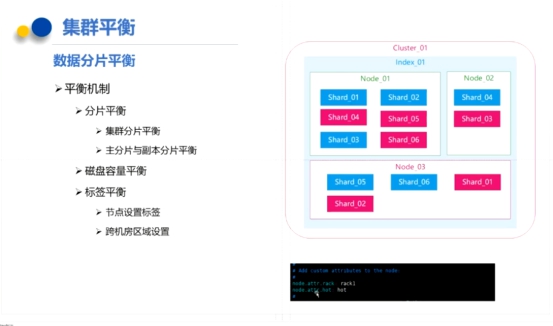 集群平衡
数据分片平衡
➢平衡机制
➢分片平衡
➢集群分片平衡
➢主分片与副本分片平衡
➢磁盘容量平衡
➢标签平衡
➢节点设置标签
➢跨机房区域设置
Cluster_01
Index_01
Node_01
Shard_01 Shard_02
Shard_04 Shard_05
Shard_03 Shard_06
Node_02
Shard_04
Shard_03
Node_03
Shard_05 Shard_06 Shard_01
Shard_02
# Add custom attributes to the node:
#
node.attr.rack: rack1
node.attr.hot: hot
#